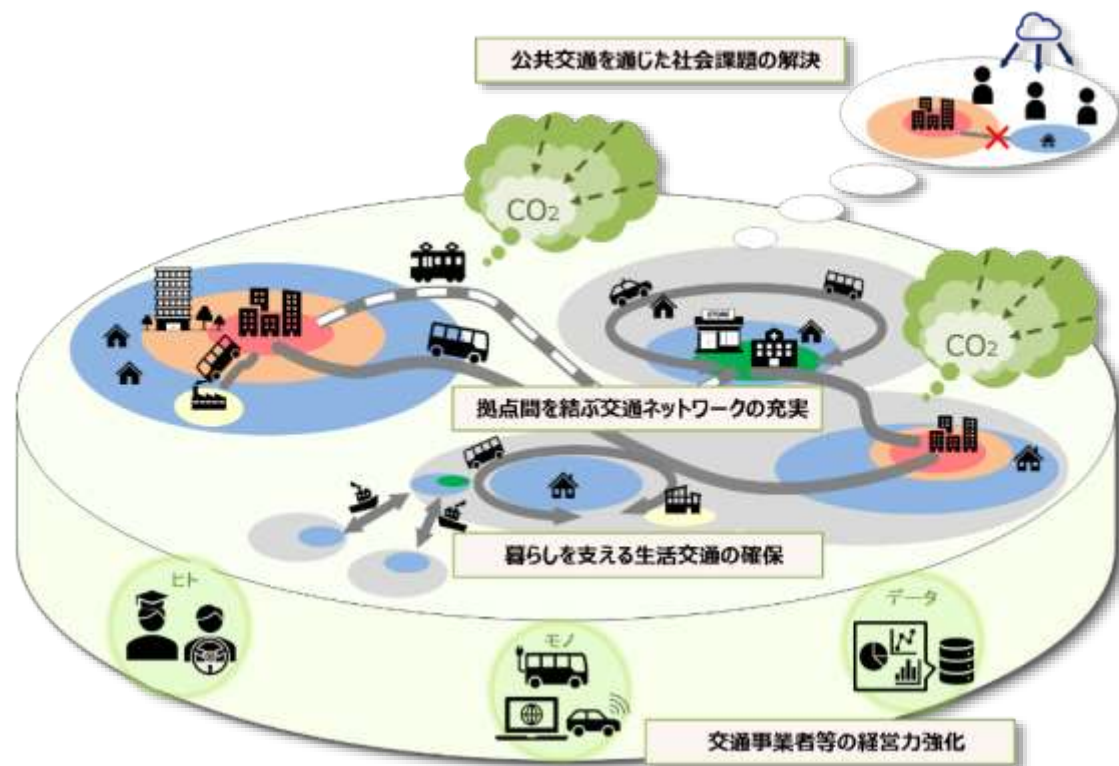 公共交通を通じた社会課題の解決
CO2
STORE
CO2
拠点間を結ぶ交通ネットワークの充実
暮らしを支える生活交通の確保
ヒト
モノ
データ
交通事業者等の経営力強化